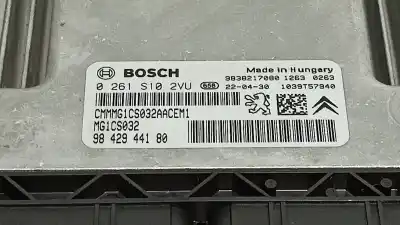 BOSCH
Made in Hungary
0 261 S10 2VU
9838217080 1263 0263
22-04-30 1039T57940
CMMMG1CS032AACEM1
MG1CS032
98 429 441 80